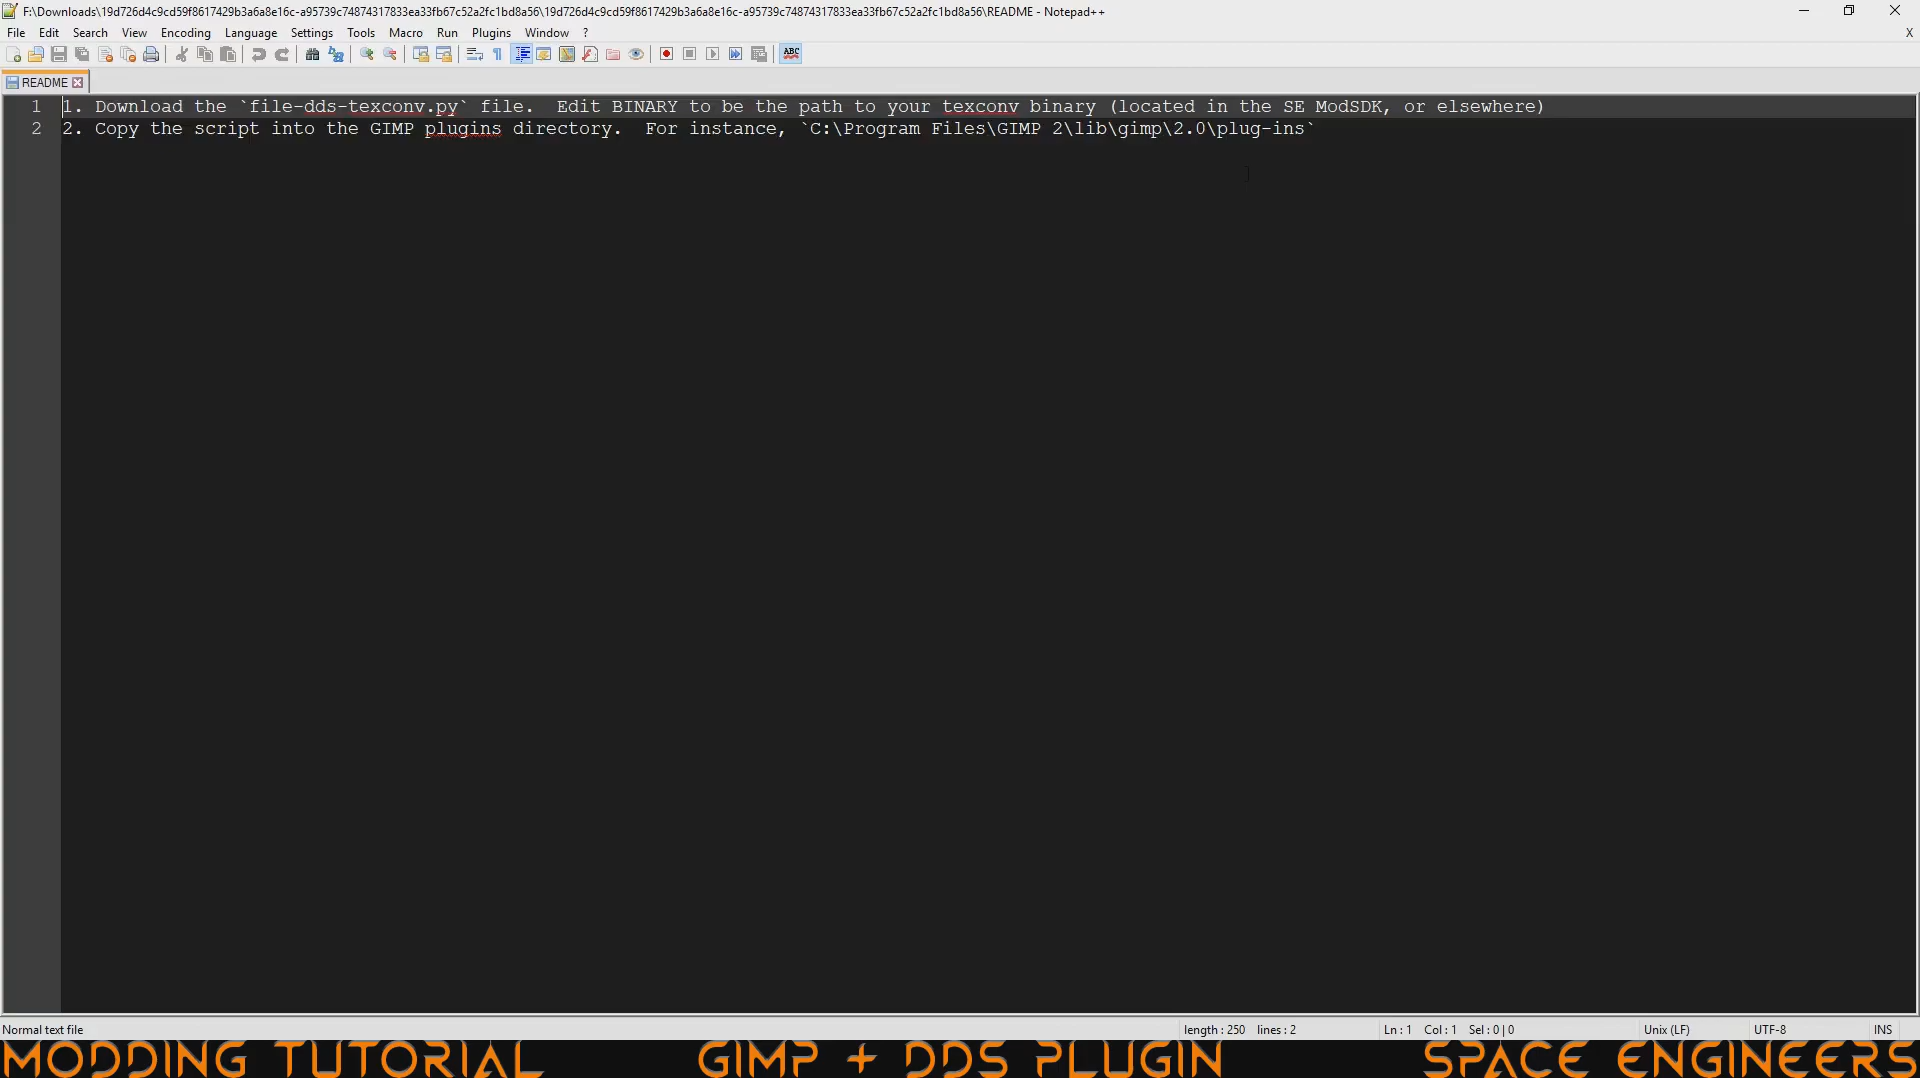 F:\Downloads\19d726d4c9cd59f8617429b3a6a8e16c-a95739c74874317833ea33fb67c52a2fc1bd8a56\19d726d4c9cd59f8617429b3a6a8e16c-a95739c74874317833ea33fb67c52a2fc1bd8a56\README - Notepad++
File Edit Search View Encoding Language Settings Tools Macro Run Plugins Window ? X
ABC
README
1 1. Download the `file-dds-texconv.py` file.  Edit BINARY to be the path to your texconv binary (located in the SE ModSDK, or elsewhere)
2 2. Copy the script into the GIMP plugins directory.  For instance, `C:\Program Files\GIMP 2\lib\gimp\2.0\plug-ins`
Normal text file length : 250 lines : 2 Ln : 1 Col : 1 Sel : 0 | 0 Unix (LF) UTF-8 INS
MODDING TUTORIAL GIMP + DDS PLUGIN SPACE ENGINEERS